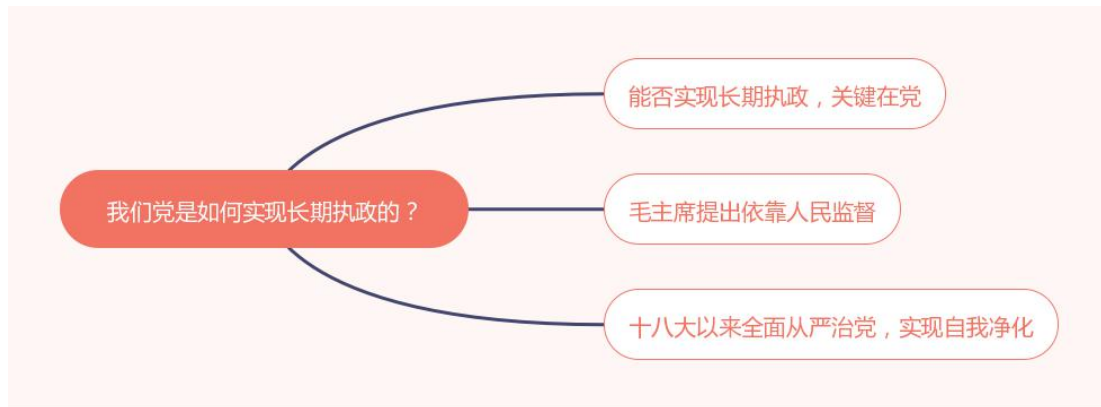 能否实现长期执政，关键在党
我们党是如何实现长期执政的？
毛主席提出依靠人民监督
十八大以来全面从严治党，实现自我净化